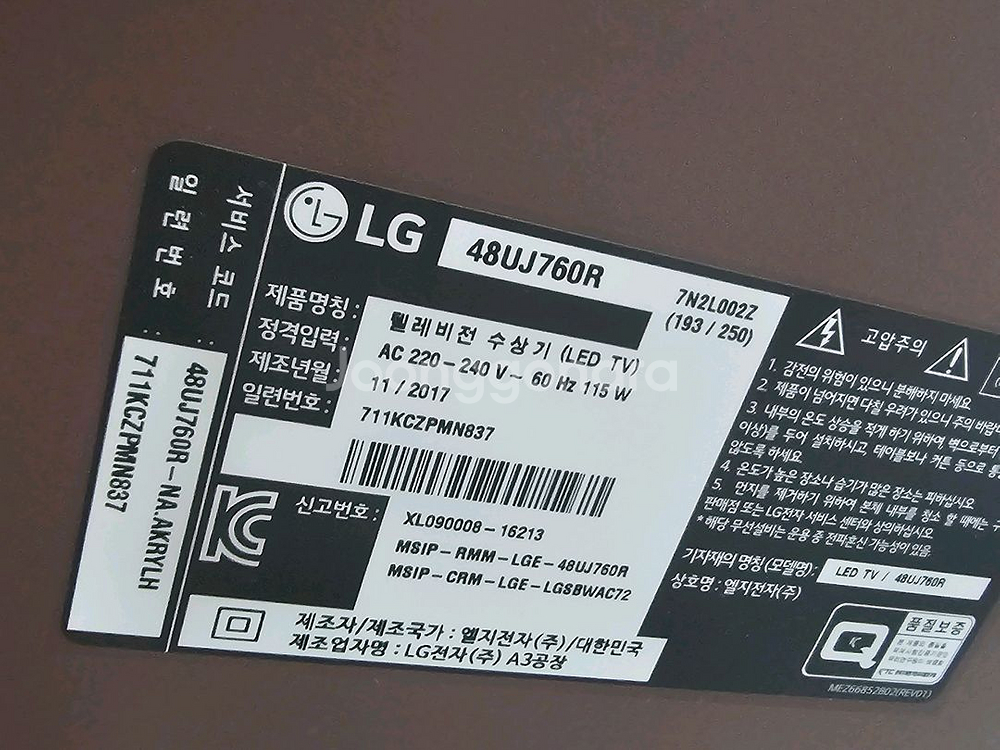 서비스 코드 : 48UJ760R-NA.AKRYLH
일 련 번 호 : 711KCZPMN837
LG 48UJ760R
7N2L002Z
(193 / 250)
제품명칭 : 텔레비전 수상기 (LED TV)
정격입력 : AC 220 - 240 V ~ 60 Hz 115 W
제조년월 : 11 / 2017
일련번호 : 711KCZPMN837
신고번호 : XL090008-16213
MSIP-RMM-LGE-48UJ760R
MSIP-CRM-LGE-LGSBWAC72
제조자/제조국가 : 엘지전자(주)/대한민국
제조업자명 : LG전자(주) A3공장
고압주의
1. 감전의 위험이 있으니 분해하지 마세요
2. 제품이 넘어지면 다칠 우려가 있으니 주의 바랍니
3. 내부의 온도 상승을 적게 하기 위하여, 벽으로부터
이상)를 두어 설치하시고, 테이블보나 커튼 등으로 통
않도록 하세요
4. 온도가 높은 장소나 습기가 많은 장소는 피하십시오
5. 먼지를 제거하기 위하여 본체 내부를 청소 할 때에는 구
판매점 또는 LG전자 서비스 센터와 상의하십시오
*해당 무선설비는 운용 중 전파혼신 가능성이 있음
기자재의 명칭(모델명) : LED TV / 48UJ760R
상호명 : 엘지전자(주)
품질보증
MEZ66852802(REV01)
Joonggonara